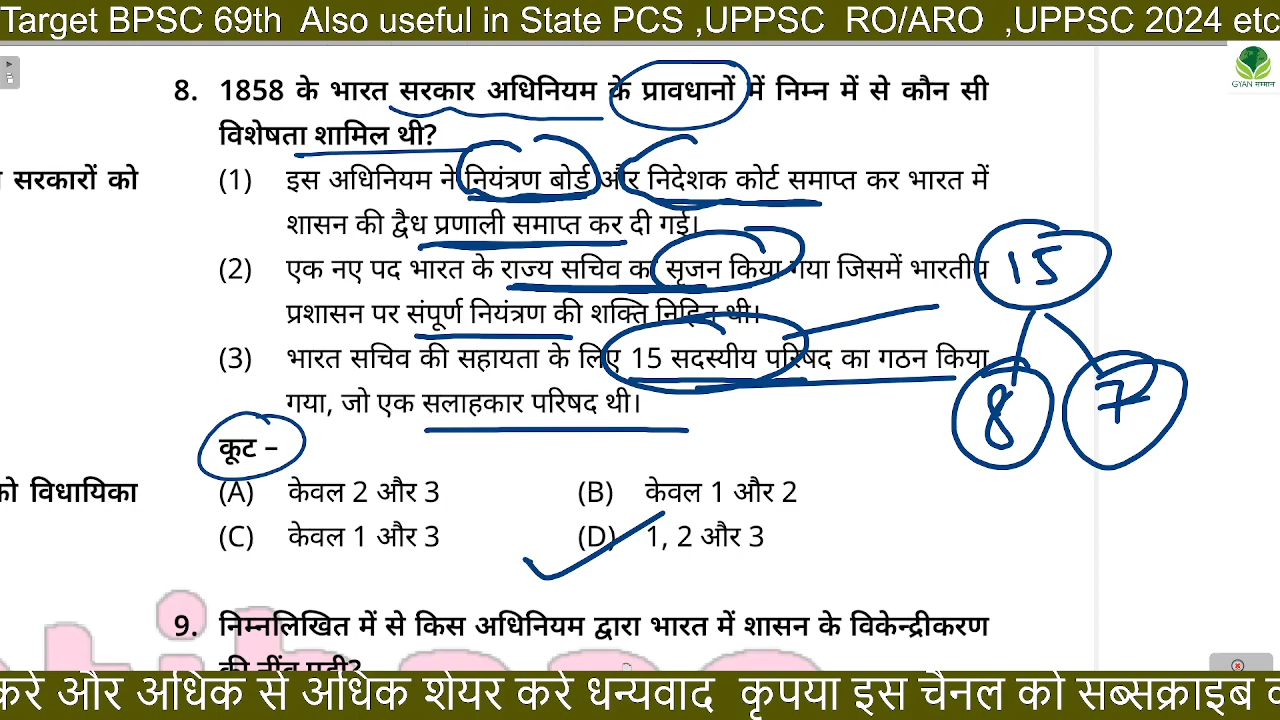 Target BPSC 69th Also useful in State PCS ,UPPSC RO/ARO ,UPPSC 2024 etc
GYAN सम्मान
8. 1858 के भारत सरकार अधिनियम के प्रावधानों में निम्न में से कौन सी
विशेषता शामिल थी?
सरकारों को
(1) इस अधिनियम ने नियंत्रण बोर्ड और निदेशक कोर्ट समाप्त कर भारत में
शासन की द्वैध प्रणाली समाप्त कर दी गई।
(2) एक नए पद भारत के राज्य सचिव का सृजन किया गया जिसमें भारतीय
प्रशासन पर संपूर्ण नियंत्रण की शक्ति निहित थी।
15
(3) भारत सचिव की सहायता के लिए 15 सदस्यीय परिषद का गठन किया
गया, जो एक सलाहकार परिषद थी।
8 7
कूट –
को विधायिका
(A) केवल 2 और 3 (B) केवल 1 और 2
(C) केवल 1 और 3 (D) 1, 2 और 3
9. निम्नलिखित में से किस अधिनियम द्वारा भारत में शासन के विकेन्द्रीकरण
की नींव पड़ी?
करे और अधिक से अधिक शेयर करे धन्यवाद कृपया इस चैनल को सब्सक्राइब